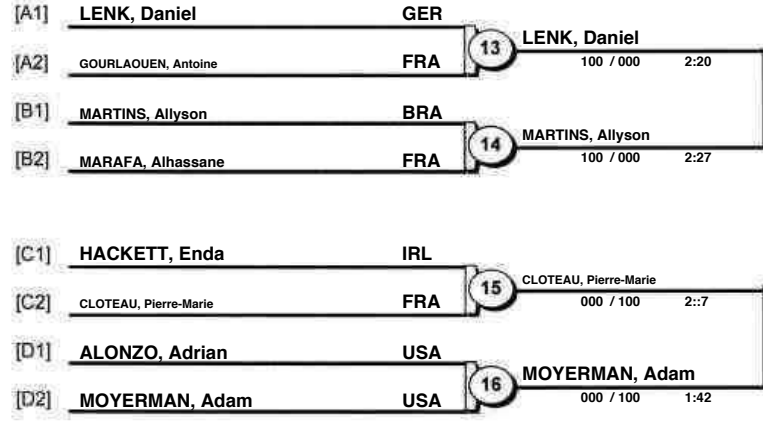 [A1] LENK, Daniel GER
13 LENK, Daniel
[A2] GOURLAOUEN, Antoine FRA
100 / 000 2:20
[B1] MARTINS, Allyson BRA
14 MARTINS, Allyson
[B2] MARAFA, Alhassane FRA
100 / 000 2:27
[C1] HACKETT, Enda IRL
15 CLOTEAU, Pierre-Marie
[C2] CLOTEAU, Pierre-Marie FRA
000 / 100 2::7
[D1] ALONZO, Adrian USA
16 MOYERMAN, Adam
[D2] MOYERMAN, Adam USA
000 / 100 1:42